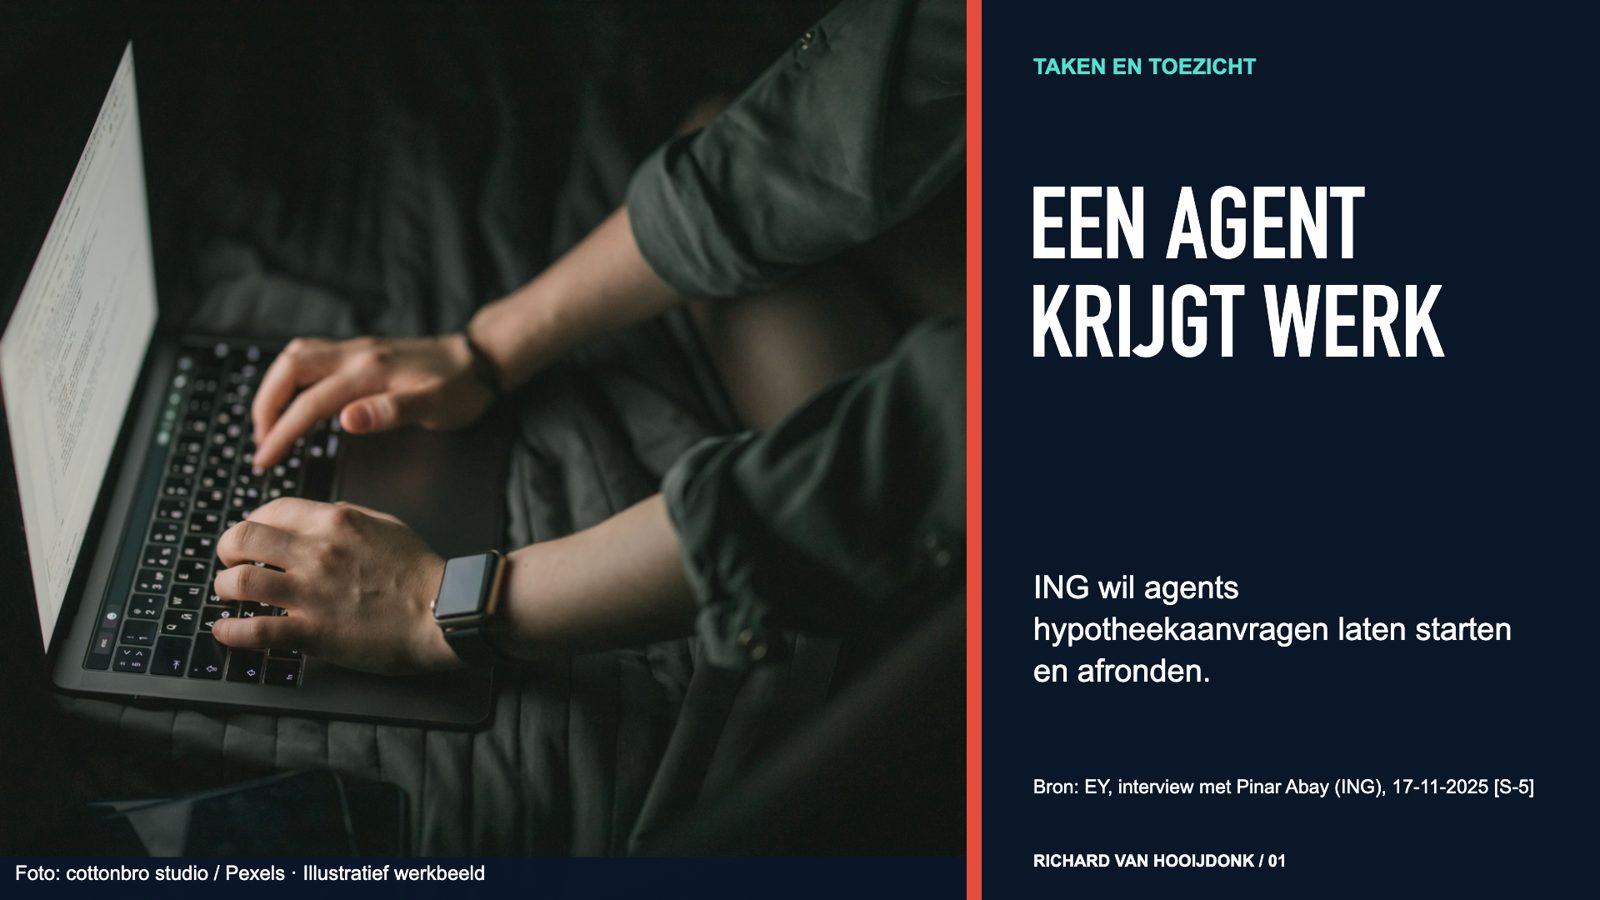 TAKEN EN TOEZICHT
EEN AGENT
KRIJGT WERK
ING wil agents
hypotheekaanvragen laten starten
en afronden.
Bron: EY, interview met Pinar Abay (ING), 17-11-2025 [S-5]
RICHARD VAN HOOIJDONK / 01
Foto: cottonbro studio / Pexels · Illustratief werkbeeld